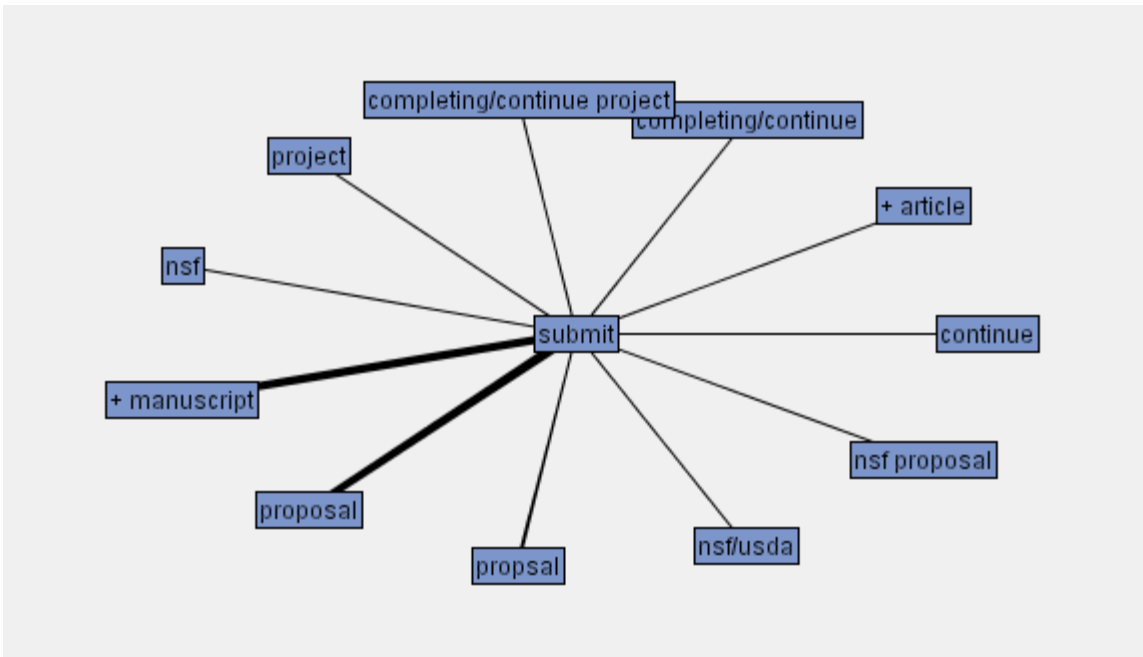 completing/continue project
completing/continue
project
+ article
nsf
submit
continue
+ manuscript
nsf proposal
proposal
nsf/usda
propsal